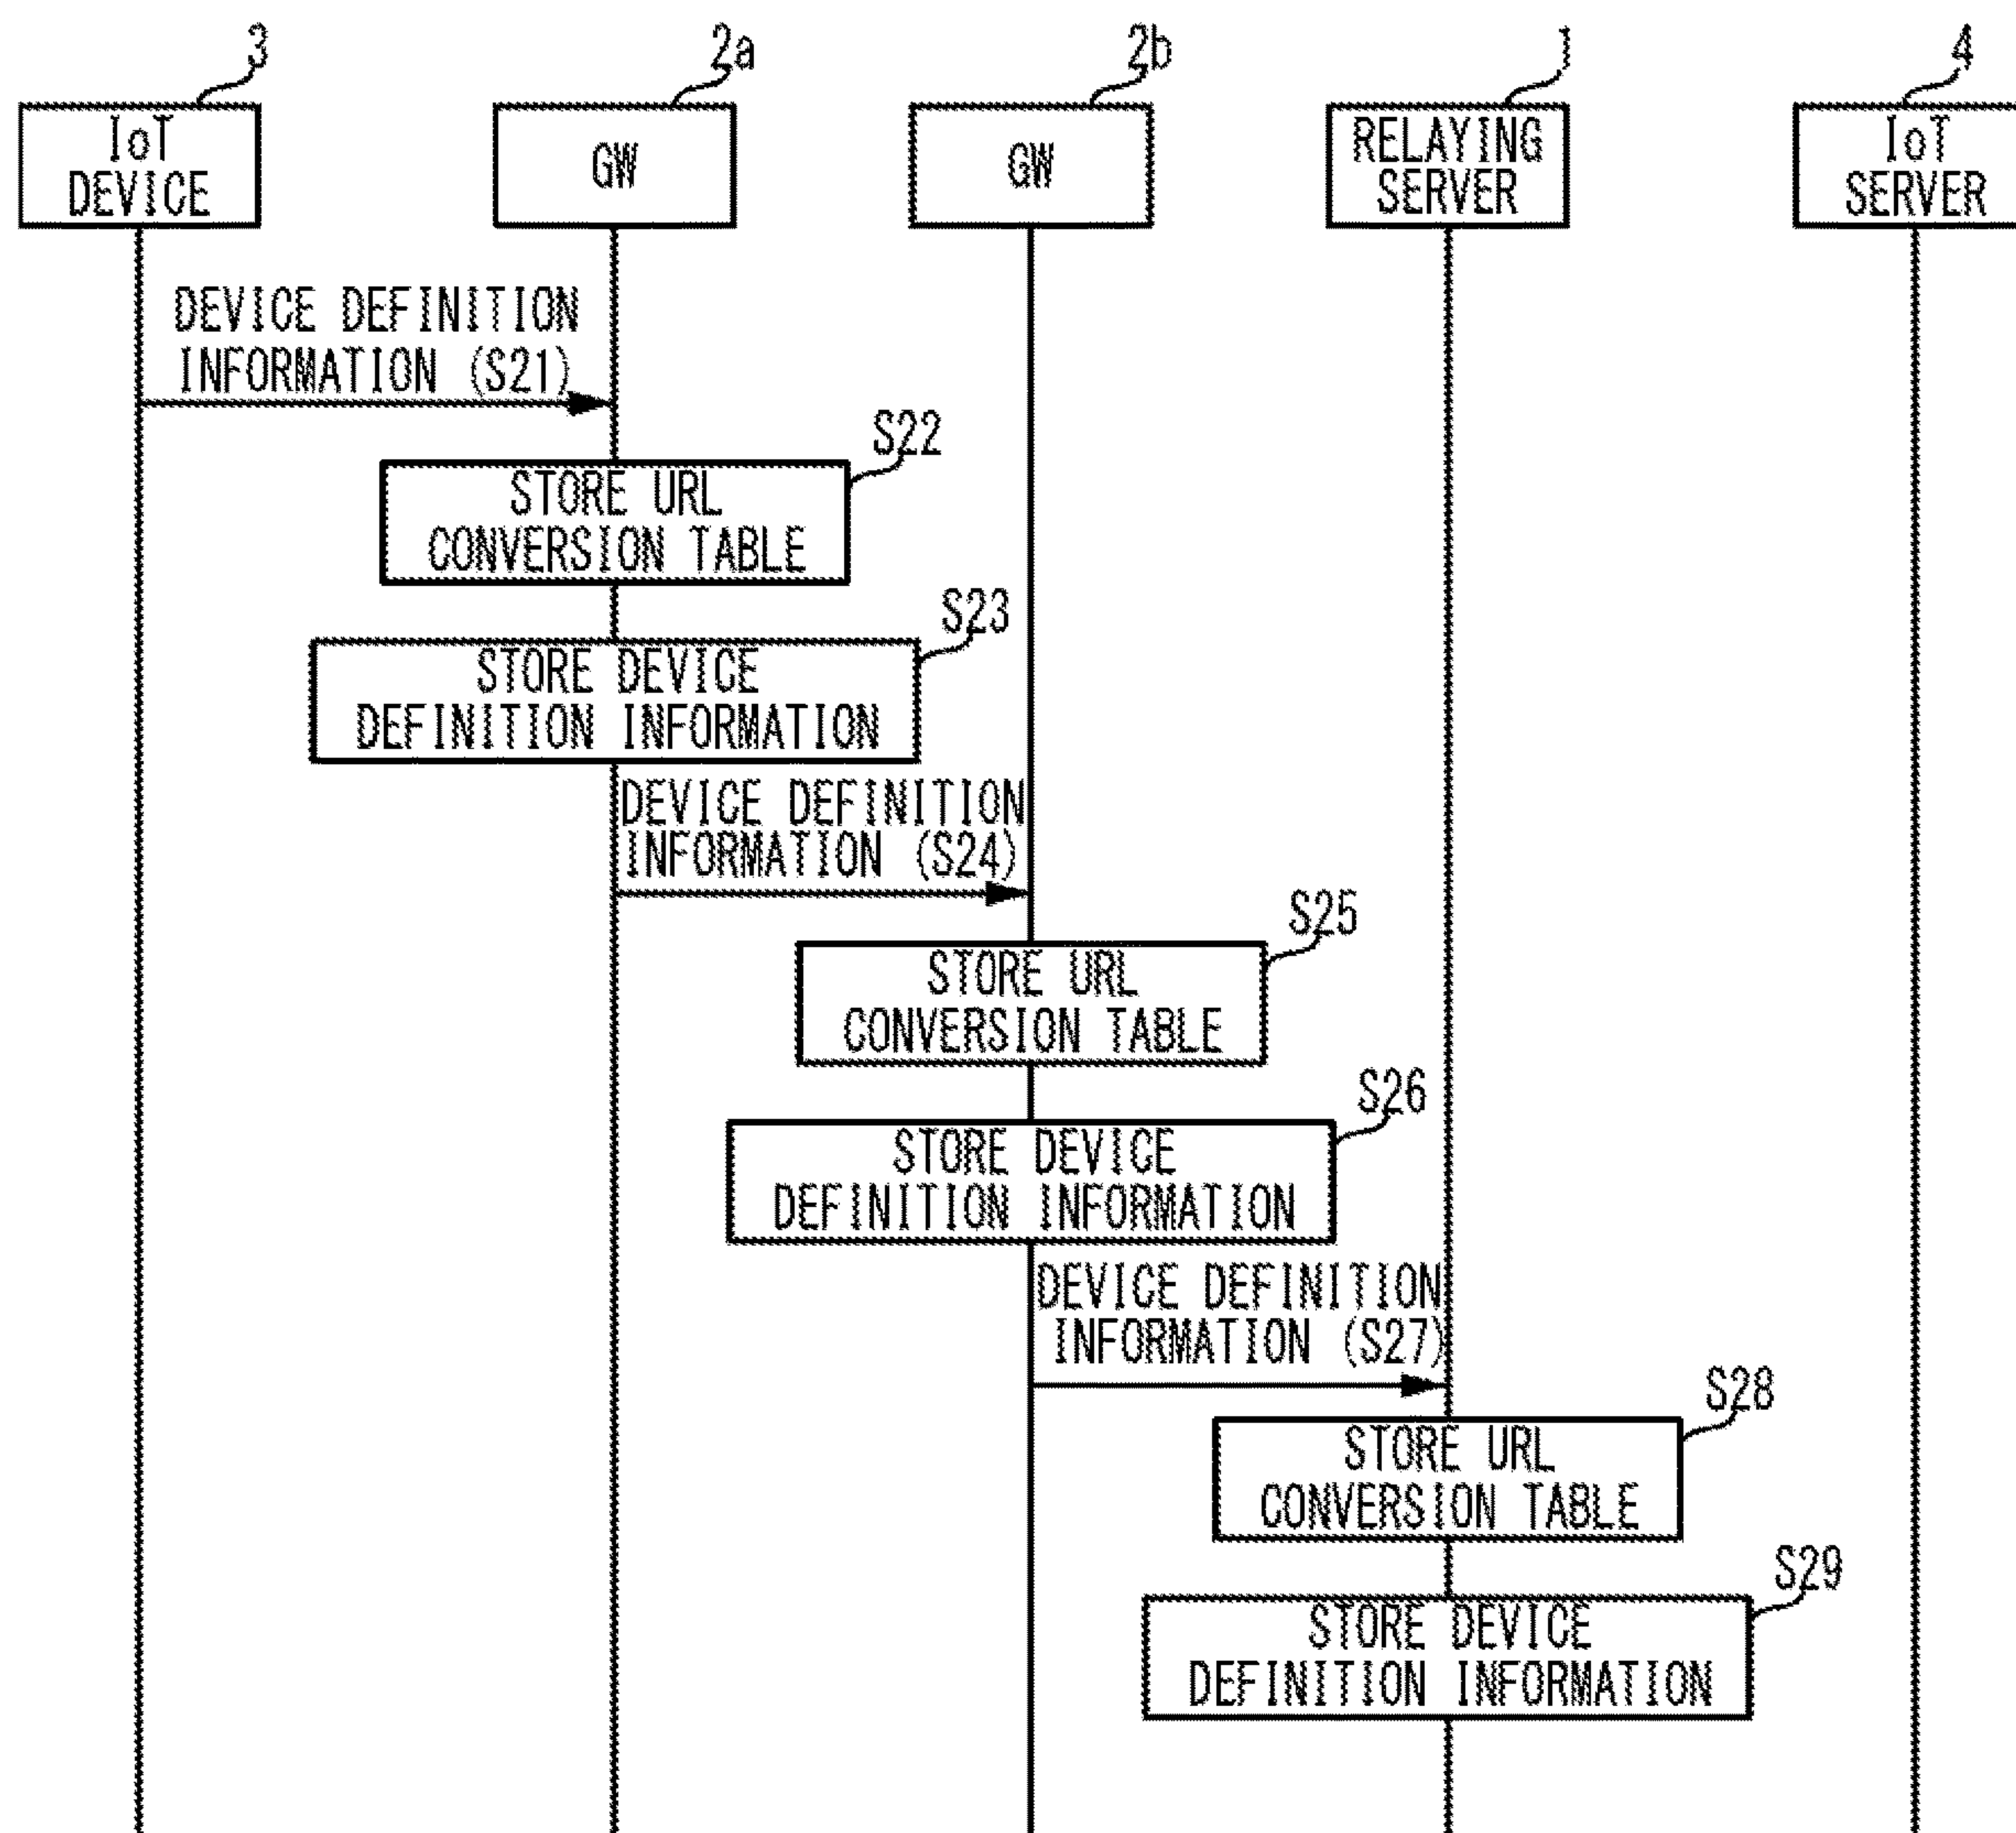 3
2a
2b
1
4
IoT
DEVICE
GW
GW
RELAYING
SERVER
IoT
SERVER
DEVICE DEFINITION
INFORMATION (S21)
S22
STORE URL
CONVERSION TABLE
S23
STORE DEVICE
DEFINITION INFORMATION
DEVICE DEFINITION
INFORMATION (S24)
S25
STORE URL
CONVERSION TABLE
S26
STORE DEVICE
DEFINITION INFORMATION
DEVICE DEFINITION
INFORMATION (S27)
S28
STORE URL
CONVERSION TABLE
S29
STORE DEVICE
DEFINITION INFORMATION